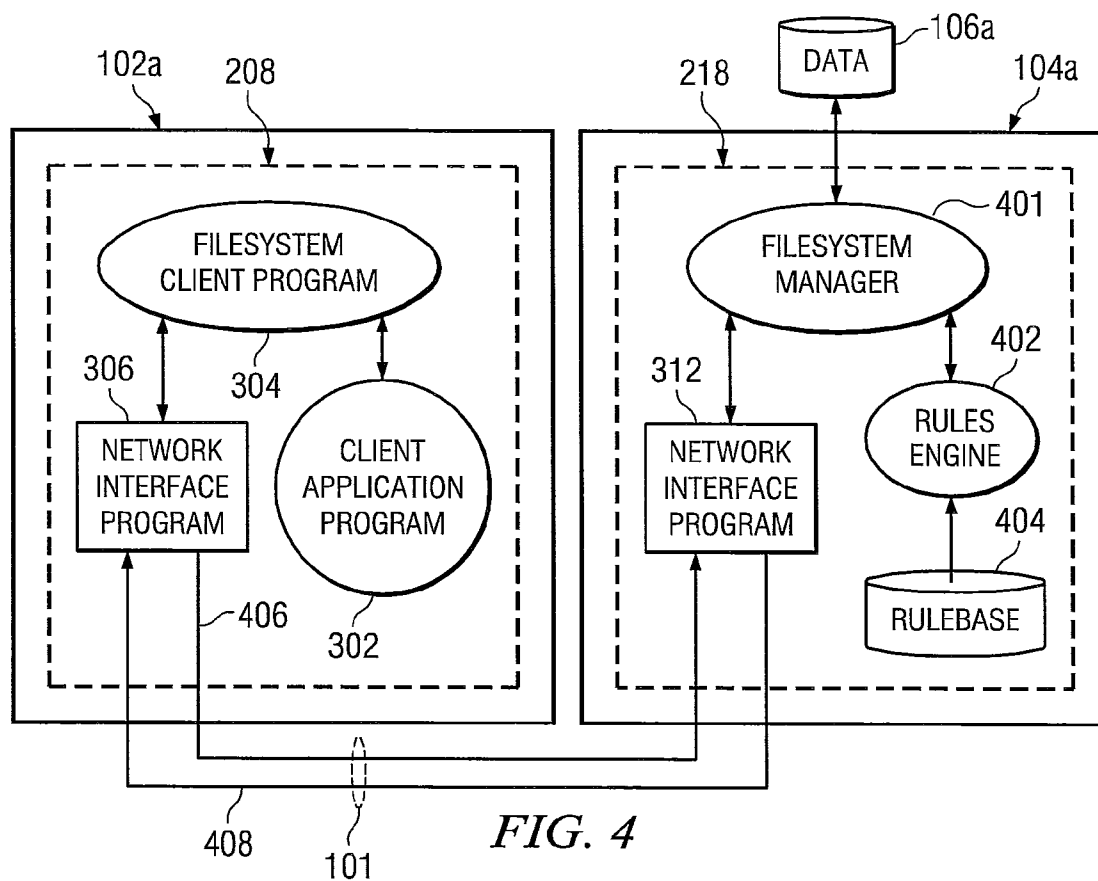 106a
DATA
102a
208
218
104a
401
FILESYSTEM
CLIENT PROGRAM
FILESYSTEM
MANAGER
306
304
312
402
NETWORK
INTERFACE
PROGRAM
CLIENT
APPLICATION
PROGRAM
NETWORK
INTERFACE
PROGRAM
RULES
ENGINE
404
406
302
RULEBASE
408
101
FIG. 4